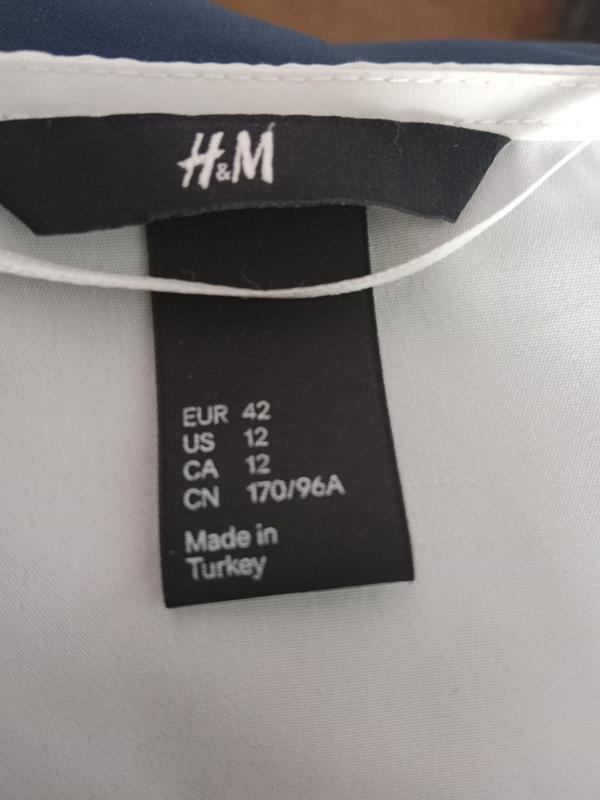 H&M
EUR 42
US 12
CA 12
CN 170/96A
Made in
Turkey